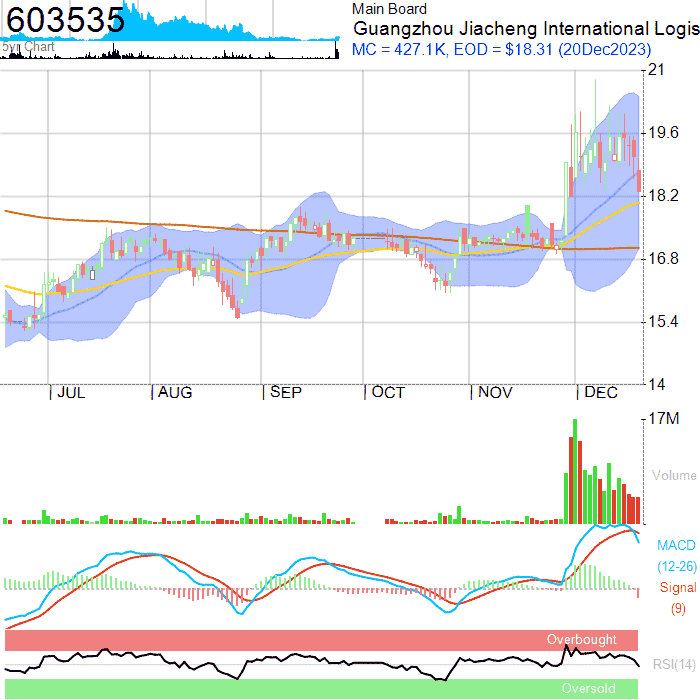 603535
5yr Chart
Main Board
Guangzhou Jiacheng International Logis
MC = 427.1K, EOD = $18.31 (20Dec2023)
21
19.6
18.2
16.8
15.4
14
JUL AUG SEP OCT NOV DEC
17M
Volume
MACD
(12-26)
Signal
(9)
Overbought
RSI(14)
Oversold